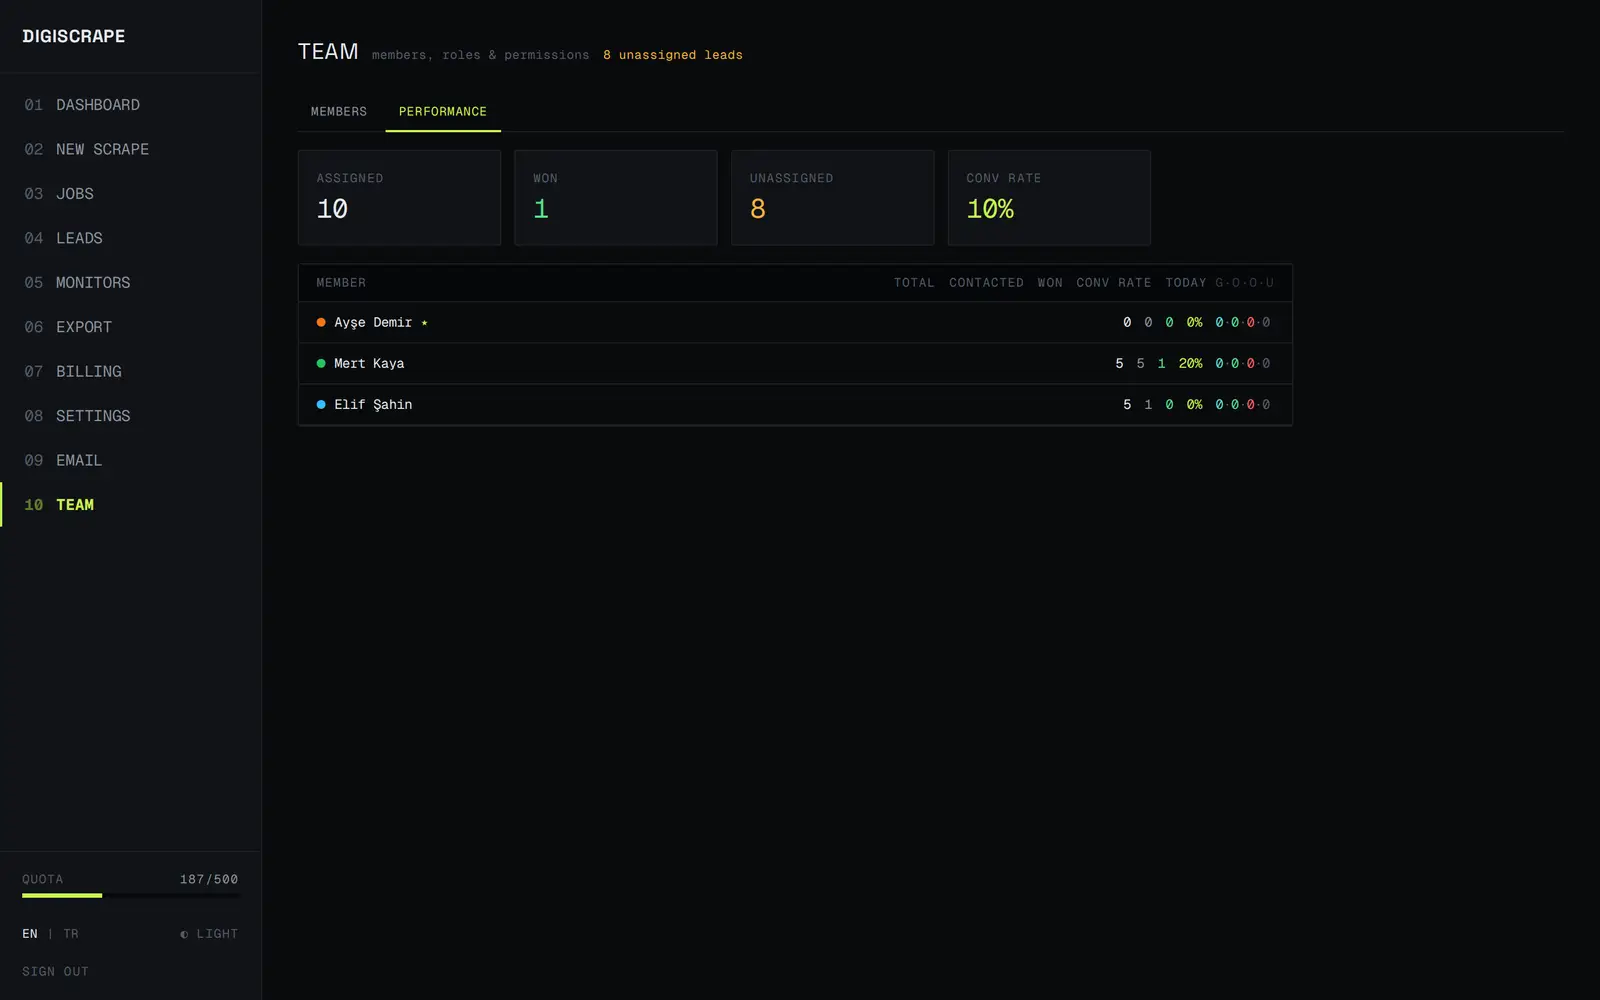 DIGISCRAPE
01 DASHBOARD
02 NEW SCRAPE
03 JOBS
04 LEADS
05 MONITORS
06 EXPORT
07 BILLING
08 SETTINGS
09 EMAIL
10 TEAM
QUOTA 187/500
EN | TR ◐ LIGHT
SIGN OUT
TEAM members, roles & permissions 8 unassigned leads
MEMBERS PERFORMANCE
ASSIGNED
10
WON
1
UNASSIGNED
8
CONV RATE
10%
MEMBER TOTAL CONTACTED WON CONV RATE TODAY G·O·O·U
Ayşe Demir ★ 0 0 0 0% 0·0·0·0
Mert Kaya 5 5 1 20% 0·0·0·0
Elif Şahin 5 1 0 0% 0·0·0·0